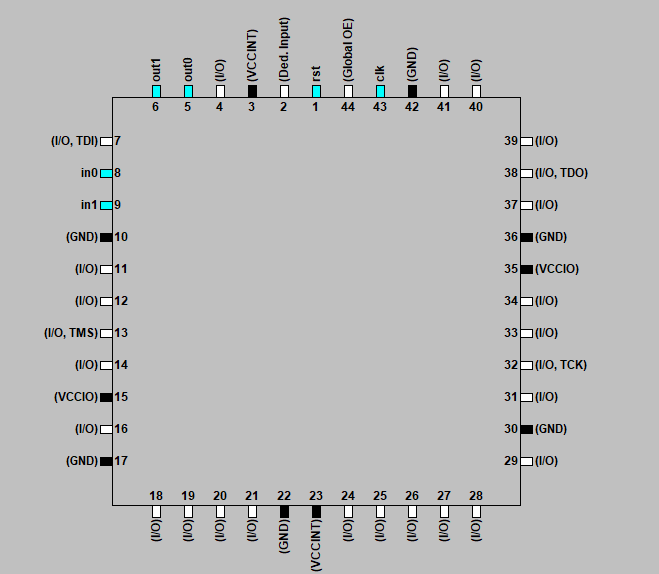 out1
out0
(I/O)
(VCCINT)
(Ded. Input)
rst
(Global OE)
clk
(GND)
(I/O)
(I/O)
6 5 4 3 2 1 44 43 42 41 40
(I/O, TDI) 7 39 (I/O)
in0 8 38 (I/O, TDO)
in1 9 37 (I/O)
(GND) 10 36 (GND)
(I/O) 11 35 (VCCIO)
(I/O) 12 34 (I/O)
(I/O, TMS) 13 33 (I/O)
(I/O) 14 32 (I/O, TCK)
(VCCIO) 15 31 (I/O)
(I/O) 16 30 (GND)
(GND) 17 29 (I/O)
18 19 20 21 22 23 24 25 26 27 28
(I/O)
(I/O)
(I/O)
(I/O)
(GND)
(VCCINT)
(I/O)
(I/O)
(I/O)
(I/O)
(I/O)